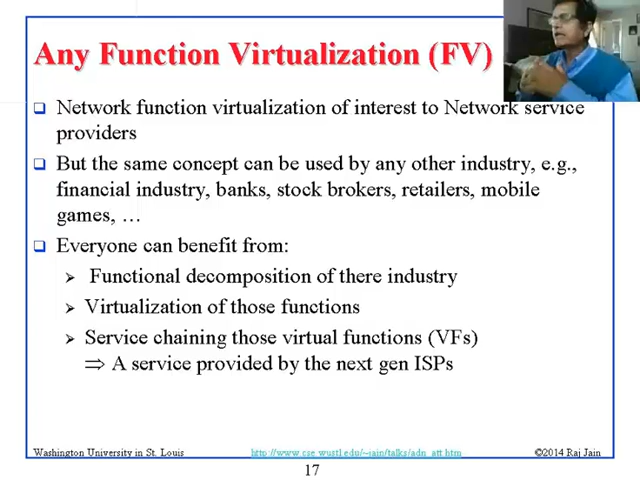 Any Function Virtualization (FV)
❑ Network function virtualization of interest to Network service
providers
❑ But the same concept can be used by any other industry, e.g.,
financial industry, banks, stock brokers, retailers, mobile
games, …
❑ Everyone can benefit from:
➢ Functional decomposition of there industry
➢ Virtualization of those functions
➢ Service chaining those virtual functions (VFs)
⇒ A service provided by the next gen ISPs
Washington University in St. Louis
http://www.cse.wustl.edu/~jain/talks/adn_att.htm
©2014 Raj Jain
17